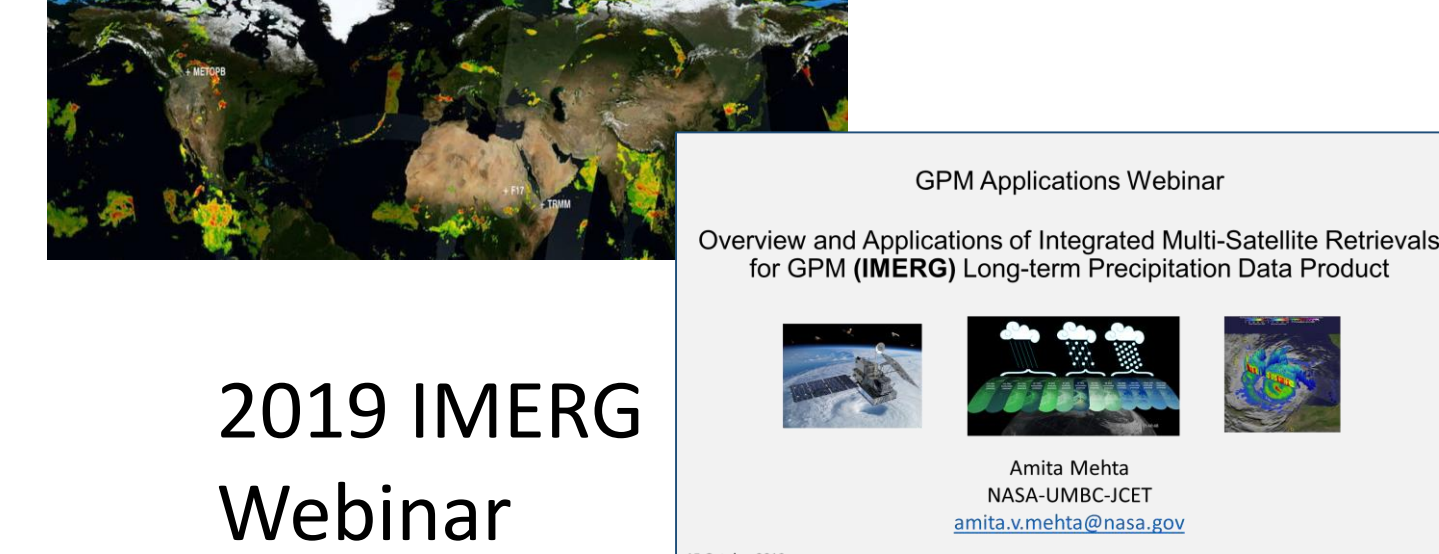 + METOPB
+ F17
+ TRMM
GPM Applications Webinar
Overview and Applications of Integrated Multi-Satellite Retrievals
for GPM (IMERG) Long-term Precipitation Data Product
2019 IMERG
Webinar
Amita Mehta
NASA-UMBC-JCET
amita.v.mehta@nasa.gov